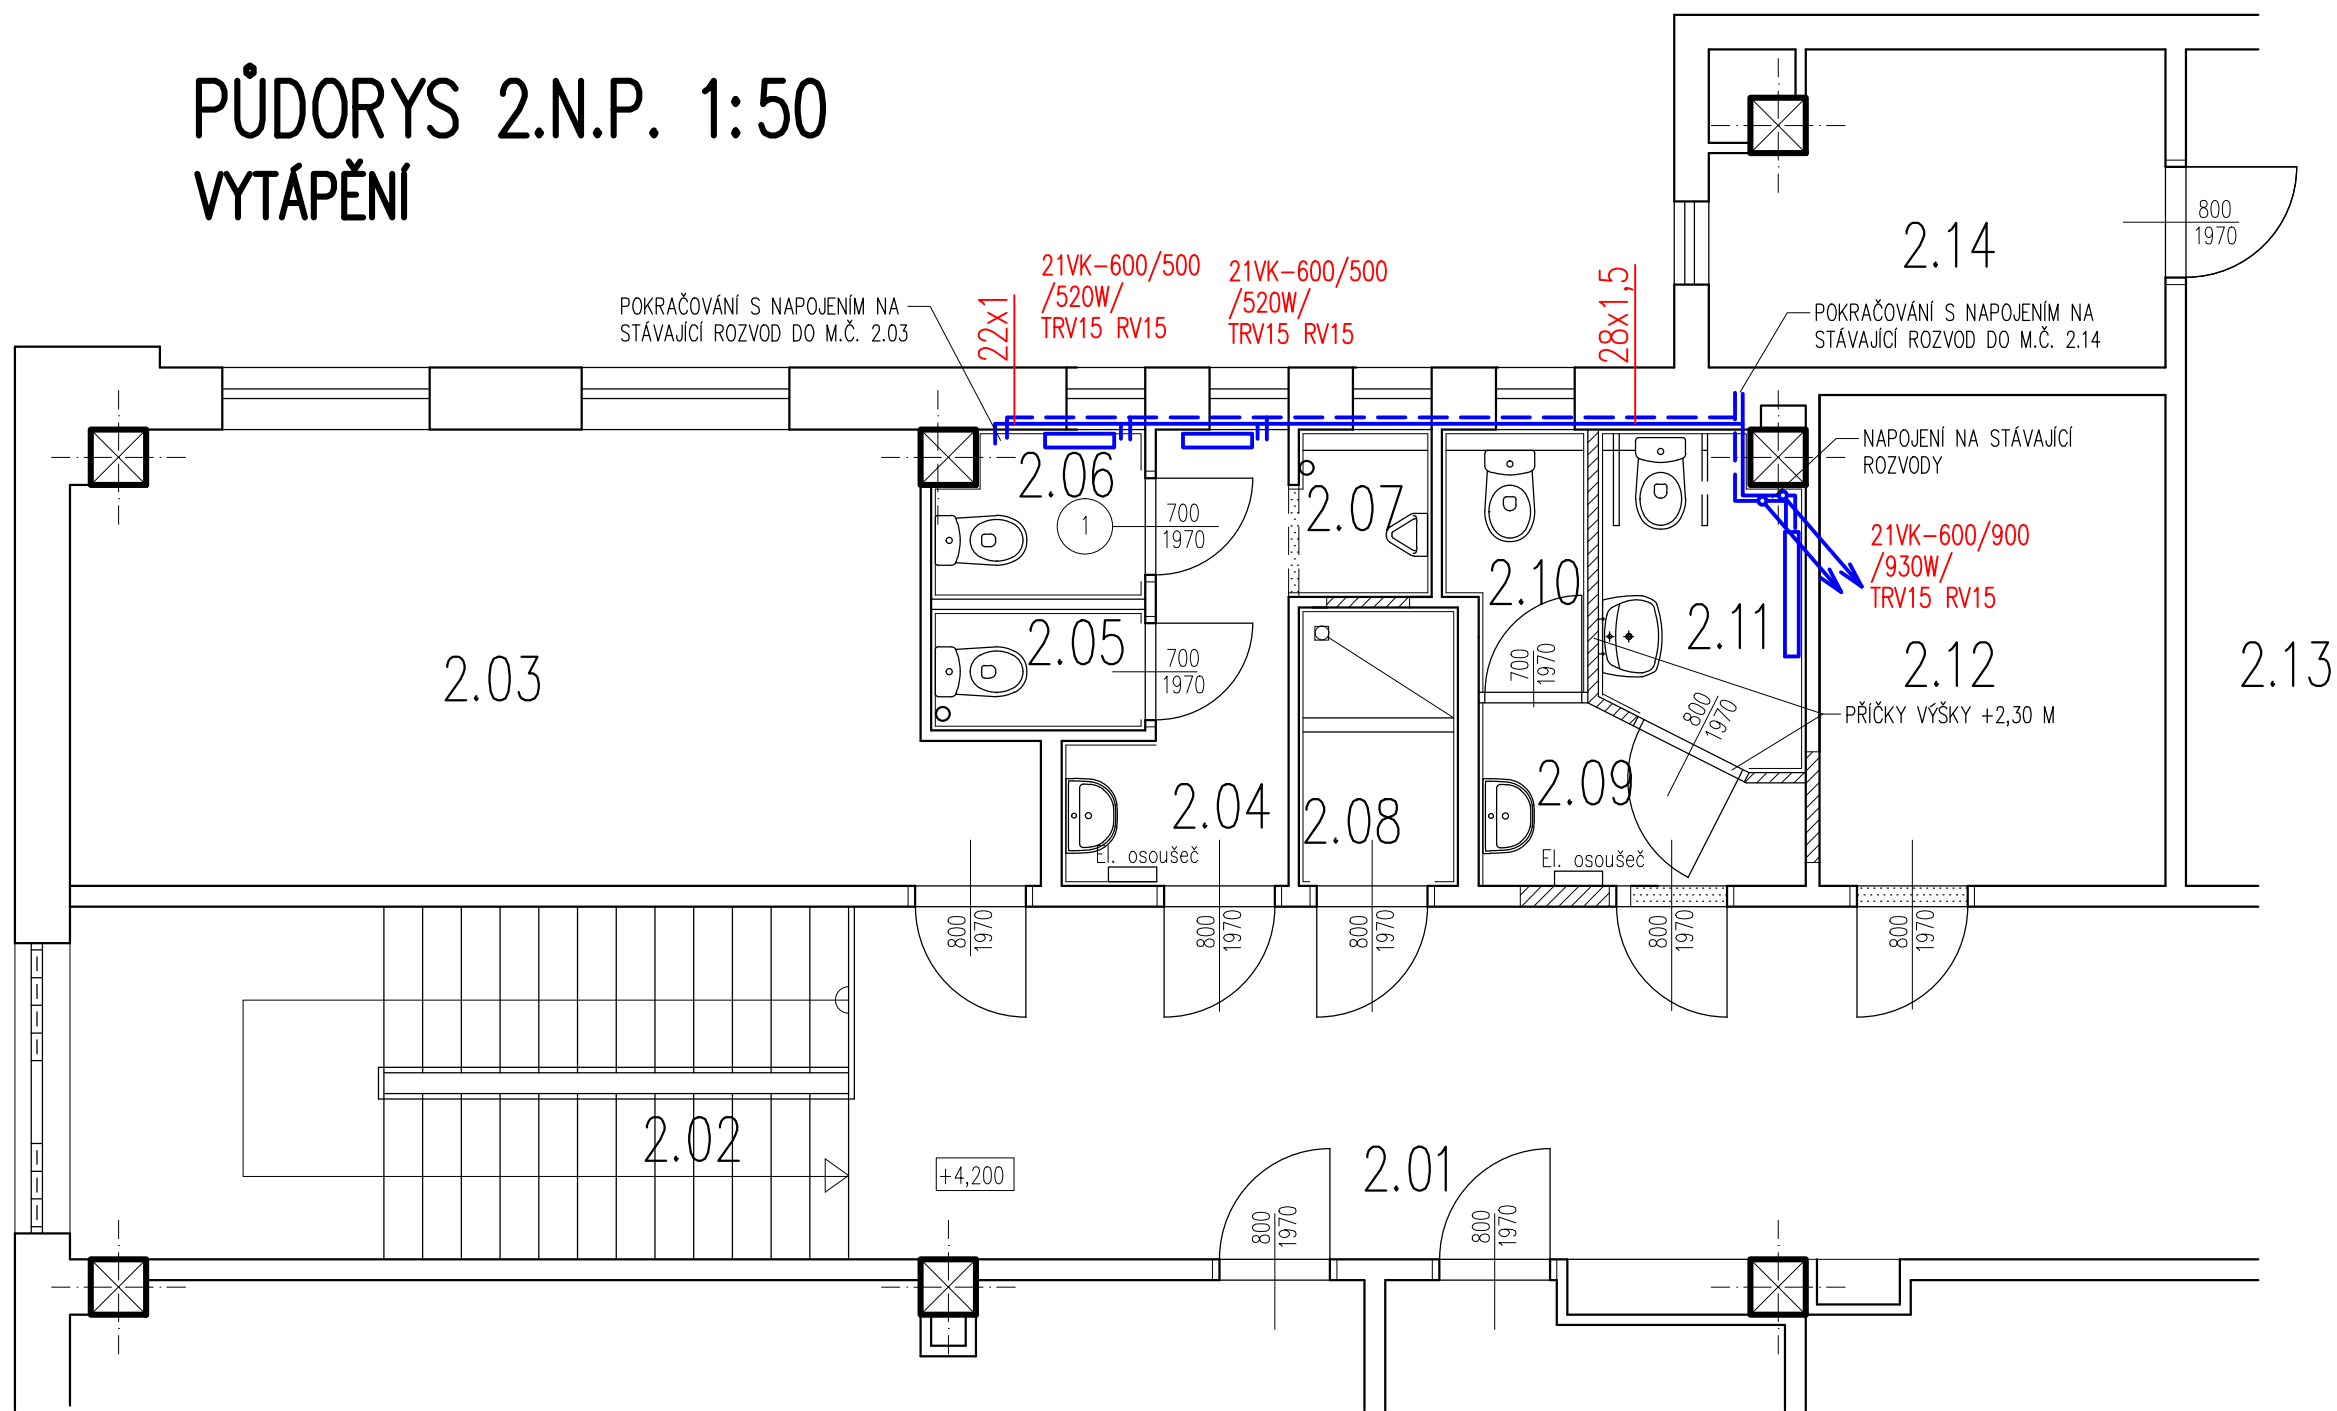 PŮDORYS 2.N.P. 1:50
VYTÁPĚNÍ
POKRAČOVÁNÍ S NAPOJENÍM NA
STÁVAJÍCÍ ROZVOD DO M.Č. 2.03
22x1
21VK-600/500
/520W/
TRV15 RV15
21VK-600/500
/520W/
TRV15 RV15
28x1,5
2.14
800
1970
POKRAČOVÁNÍ S NAPOJENÍM NA
STÁVAJÍCÍ ROZVOD DO M.Č. 2.14
NAPOJENÍ NA STÁVAJÍCÍ
ROZVODY
21VK-600/900
/930W/
TRV15 RV15
2.06
1
700
1970
2.07
2.10
700
1970
2.11
2.05
700
1970
2.03
2.12
2.13
800
1970
PŘÍČKY VÝŠKY +2,30 M
2.04
2.08
2.09
El. osoušeč
El. osoušeč
800
1970
800
1970
800
1970
800
1970
800
1970
2.02
+4,200
2.01
800
1970
800
1970